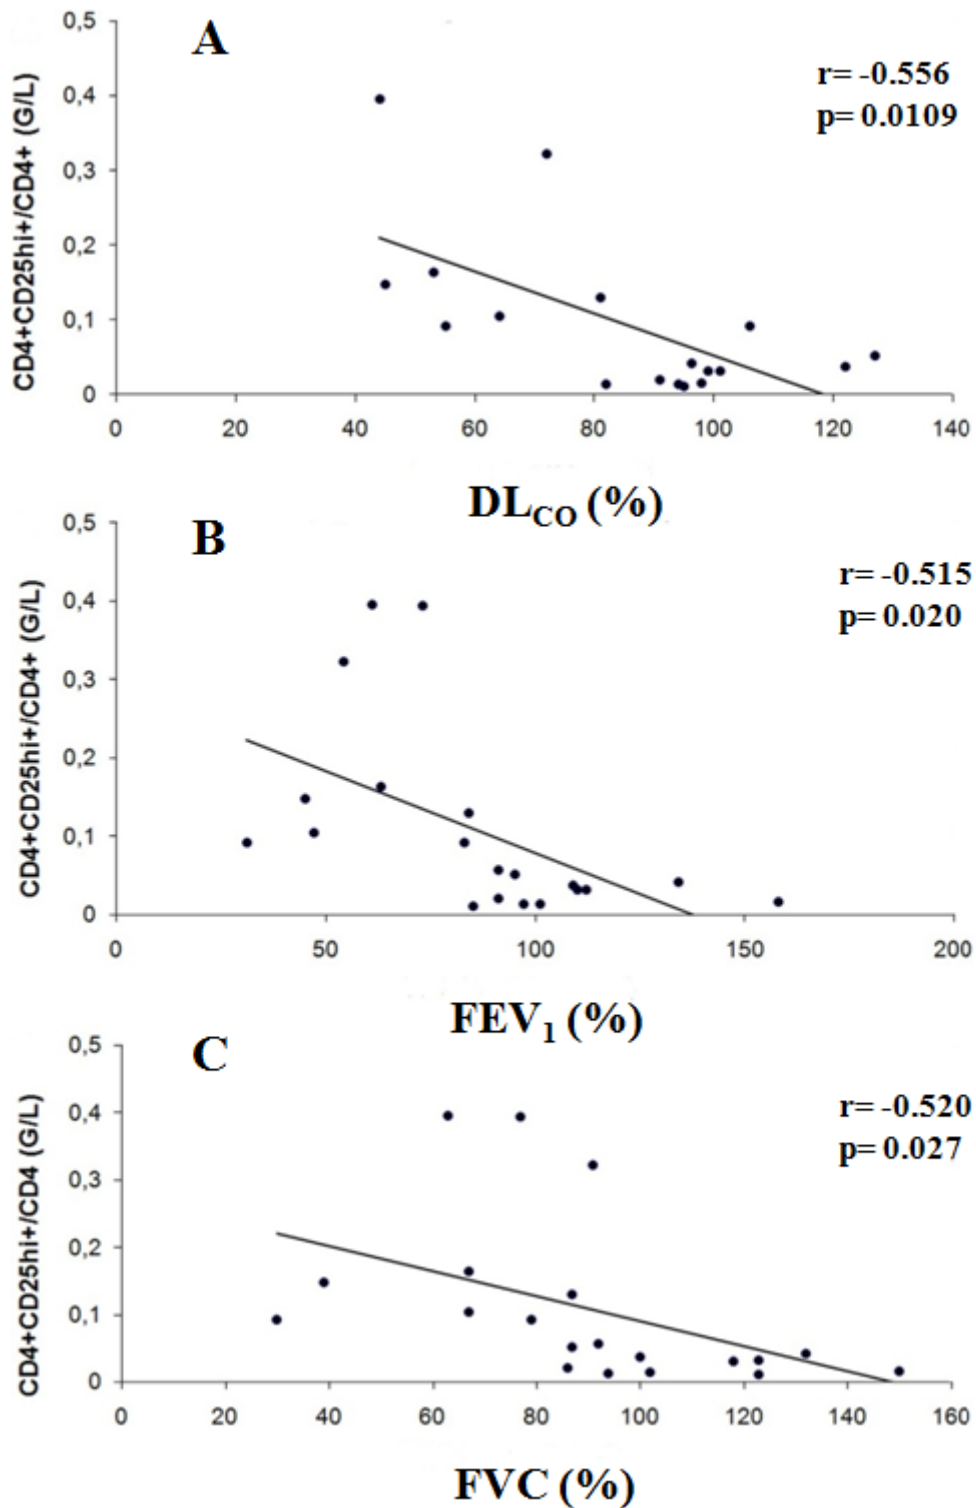 0,5
A
r= -0.556
p= 0.0109
0,4
0,3
0,2
0,1
0
CD4+CD25hi+/CD4+ (G/L)
0 20 40 60 80 100 120 140
DLCO (%)
0,5
B
r= -0.515
p= 0.020
0,4
0,3
0,2
0,1
0
CD4+CD25hi+/CD4+ (G/L)
0 50 100 150 200
FEV1 (%)
0,5
C
r= -0.520
p= 0.027
0,4
0,3
0,2
0,1
0
CD4+CD25hi+/CD4 (G/L)
0 20 40 60 80 100 120 140 160
FVC (%)